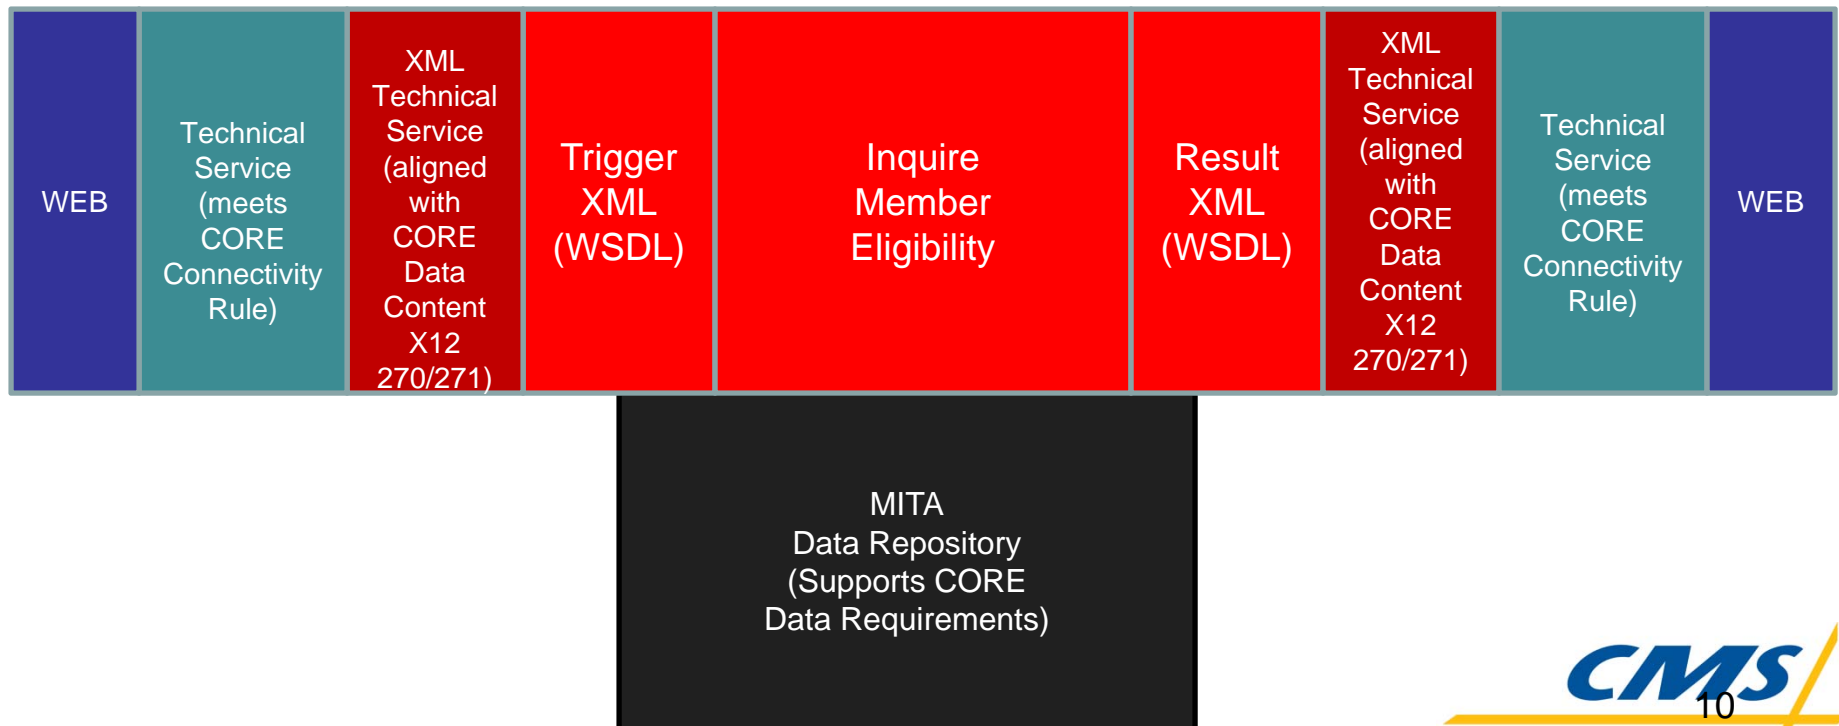 WEB
Technical
Service
(meets
CORE
Connectivity
Rule)
XML
Technical
Service
(aligned
with
CORE
Data
Content
X12
270/271)
Trigger
XML
(WSDL)
Inquire
Member
Eligibility
Result
XML
(WSDL)
XML
Technical
Service
(aligned
with
CORE
Data
Content
X12
270/271)
Technical
Service
(meets
CORE
Connectivity
Rule)
WEB
MITA
Data Repository
(Supports CORE
Data Requirements)
CMS
10